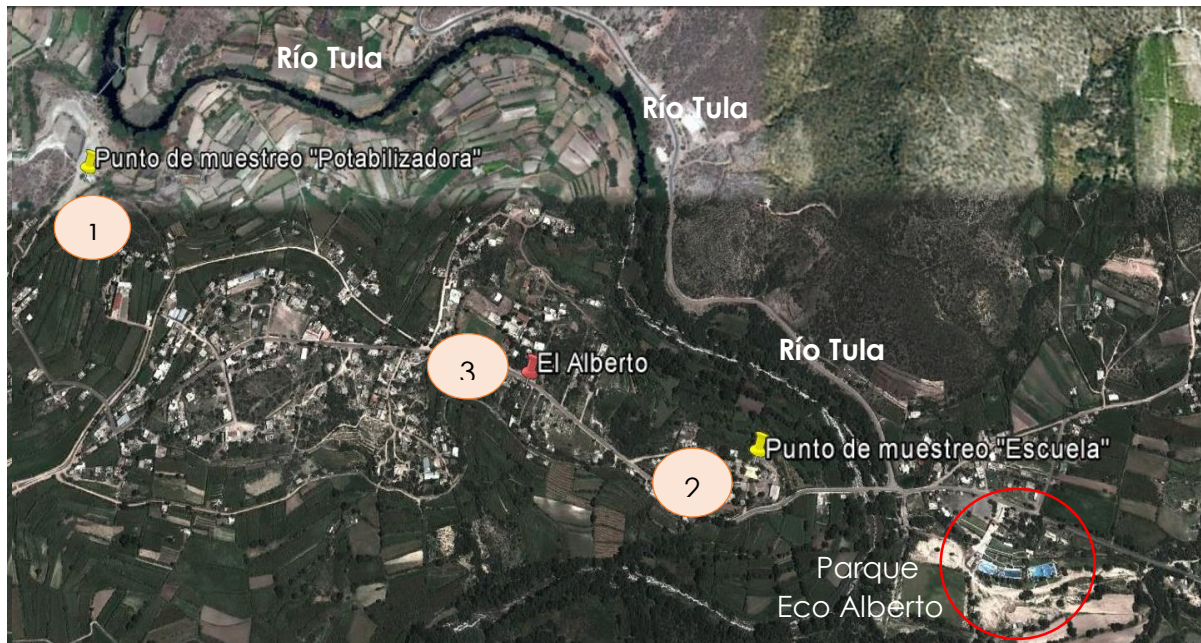 Río Tula
Río Tula
Punto de muestreo "Potabilizadora"
1
Río Tula
3
El Alberto
Punto de muestreo "Escuela"
2
Parque
Eco Alberto